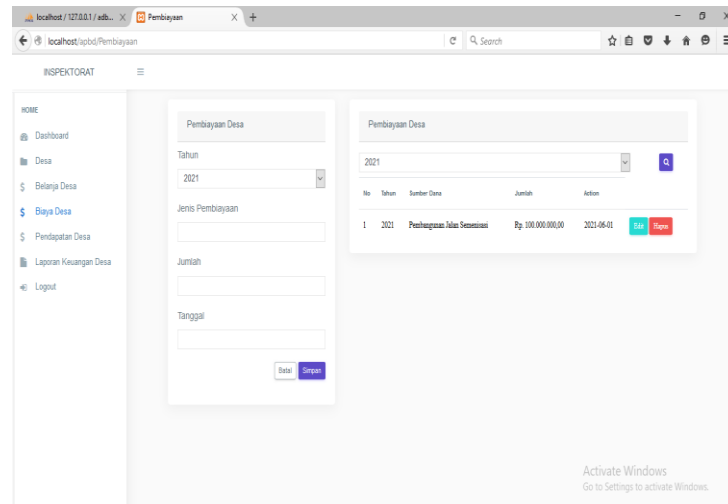 localhost / 127.0.0.1 / adb...
Pembiayaan
localhost/apbd/Pembiayaan
Search
INSPEKTORAT
HOME
Dashboard
Desa
Belanja Desa
Biaya Desa
Pendapatan Desa
Laporan Keuangan Desa
Logout
Pembiayaan Desa
Tahun
2021
Jenis Pembiayaan
Jumlah
Tanggal
Batal Simpan
Pembiayaan Desa
2021
No Tahun Sumber Dana Jumlah Action
1 2021 Pembangunan Jalan Semenisasi Rp. 100.000.000,00 2021-06-01 Edit Hapus
Activate Windows
Go to Settings to activate Windows.